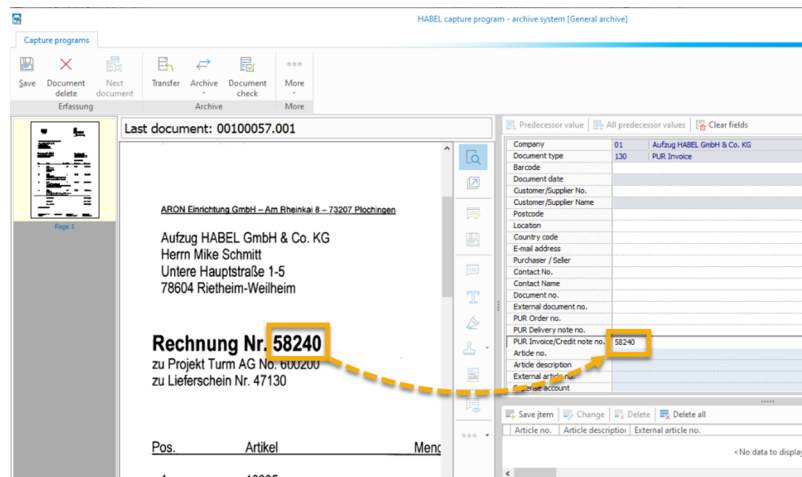 HABEL capture program - archive system [General archive]
Capture programs
Save
Document delete
Next document
Transfer
Archive
Document check
More
Erfassung
Archive
More
Page 1
Last document: 00100057.001
ARON Einrichtung GmbH – Am Rheinkai 8 – 73207 Plochingen
Aufzug HABEL GmbH & Co. KG
Herrn Mike Schmitt
Untere Hauptstraße 1-5
78604 Rietheim-Weilheim
Rechnung Nr. 58240
zu Projekt Turm AG No. 600200
zu Lieferschein Nr. 47130
Pos. Artikel
Predecessor value All predecessor values Clear fields
Company 01 Aufzug HABEL GmbH & Co. KG
Document type 130 PUR Invoice
Barcode
Document date
Customer/Supplier No.
Customer/Supplier Name
Postcode
Location
Country code
E-mail address
Purchaser / Seller
Contact No.
Contact Name
Document no.
External document no.
PUR Order no.
PUR Delivery note no.
PUR Invoice/Credit note no. 58240
Article no.
Article description
External article no.
Expense account
Save item Change Delete Delete all
Article no. Article description External article no.
<No data to display